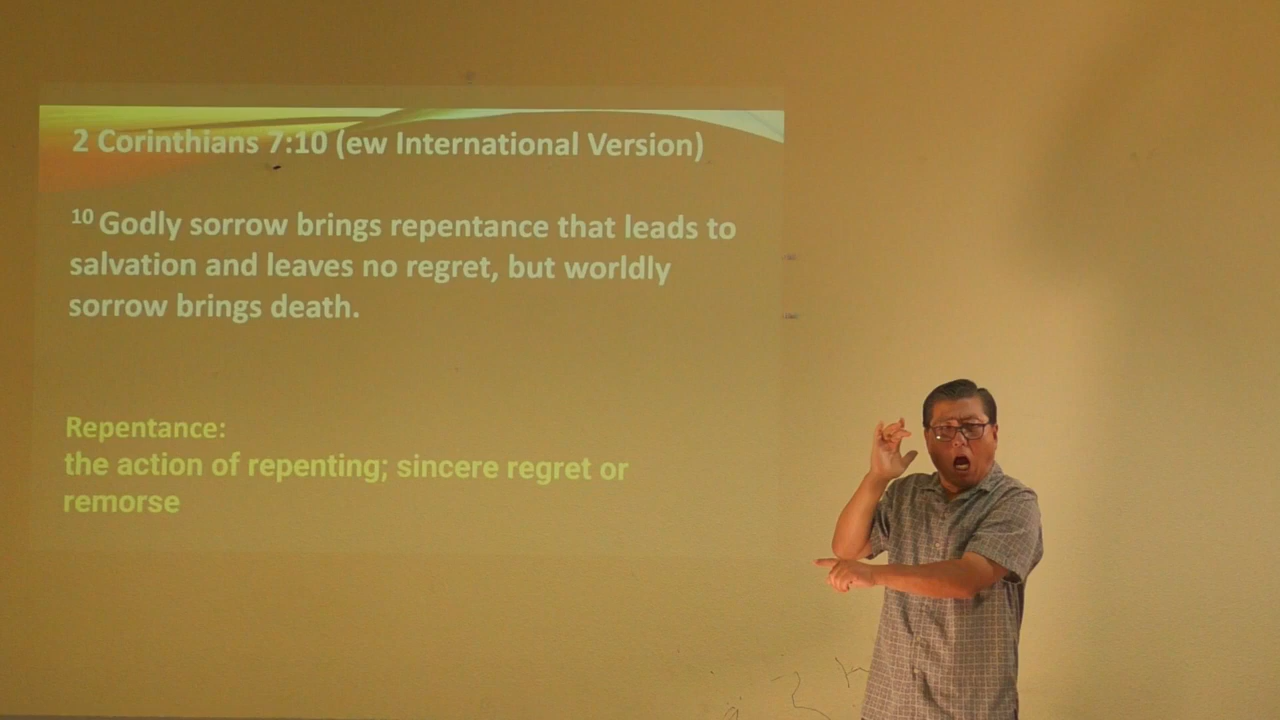 2 Corinthians 7:10 (ew International Version)
10 Godly sorrow brings repentance that leads to
salvation and leaves no regret, but worldly
sorrow brings death.
Repentance:
the action of repenting; sincere regret or
remorse